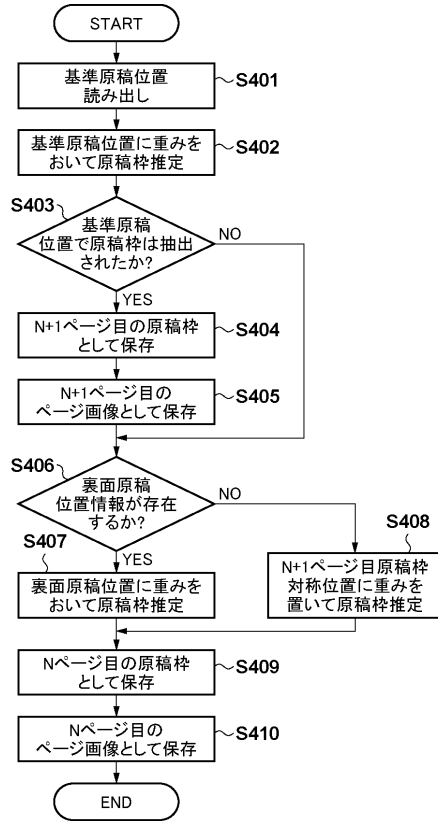 START
基準原稿位置
読み出し
S401
基準原稿位置に重みを
おいて原稿枠推定
S402
S403
基準原稿
位置で原稿枠は抽出
されたか?
NO
YES
N+1ページ目の原稿枠
として保存
S404
N+1ページ目の
ページ画像として保存
S405
S406
裏面原稿
位置情報が存在
するか?
NO
YES
S407
裏面原稿位置に重みを
おいて原稿枠推定
S408
N+1ページ目原稿枠
対称位置に重みを
置いて原稿枠推定
Nページ目の原稿枠
として保存
S409
Nページ目の
ページ画像として保存
S410
END